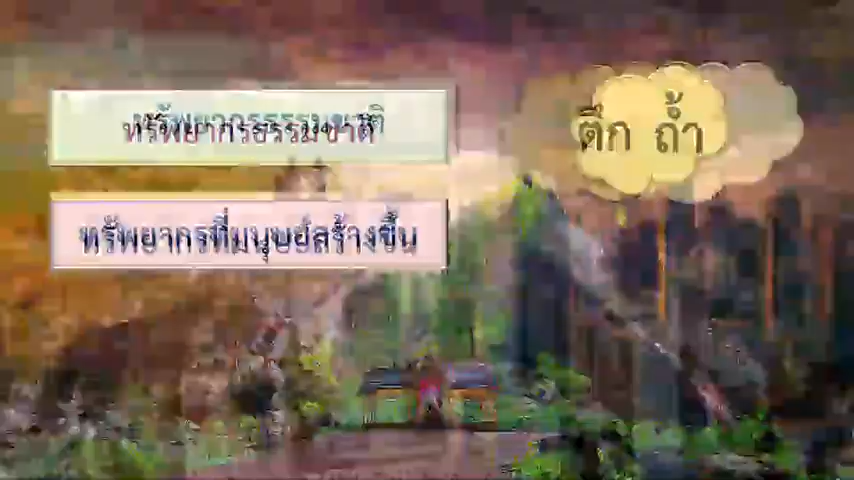 ทรัพยากรธรรมชาติ
ทรัพยากรที่มนุษย์สร้างขึ้น
ตึก ถ้ำ